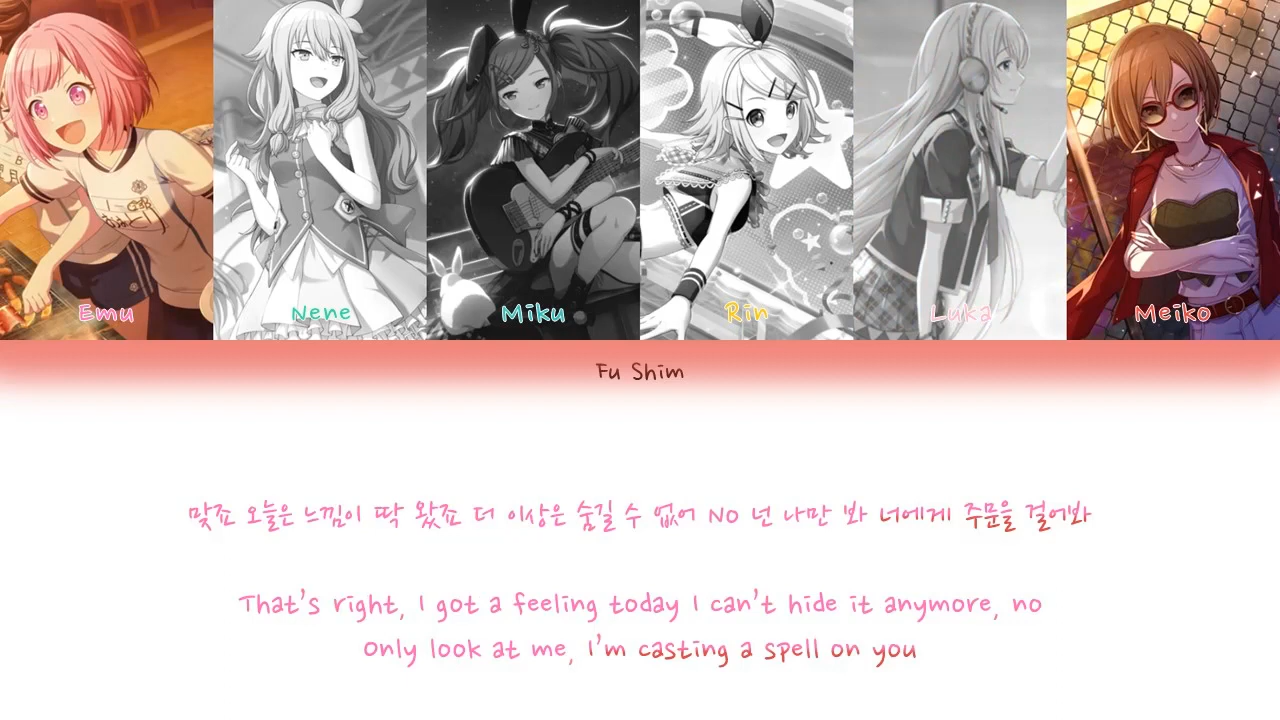 Emu
Nene
Miku
Rin
Luka
Meiko
Fu Shim
맞죠 오늘은 느낌이 딱 왔죠 더 이상은 숨길 수 없어 NO 넌 나만 봐 너에게 주문을 걸어봐
That's right, I got a feeling today I can't hide it anymore, no
Only look at me, I'm casting a spell on you